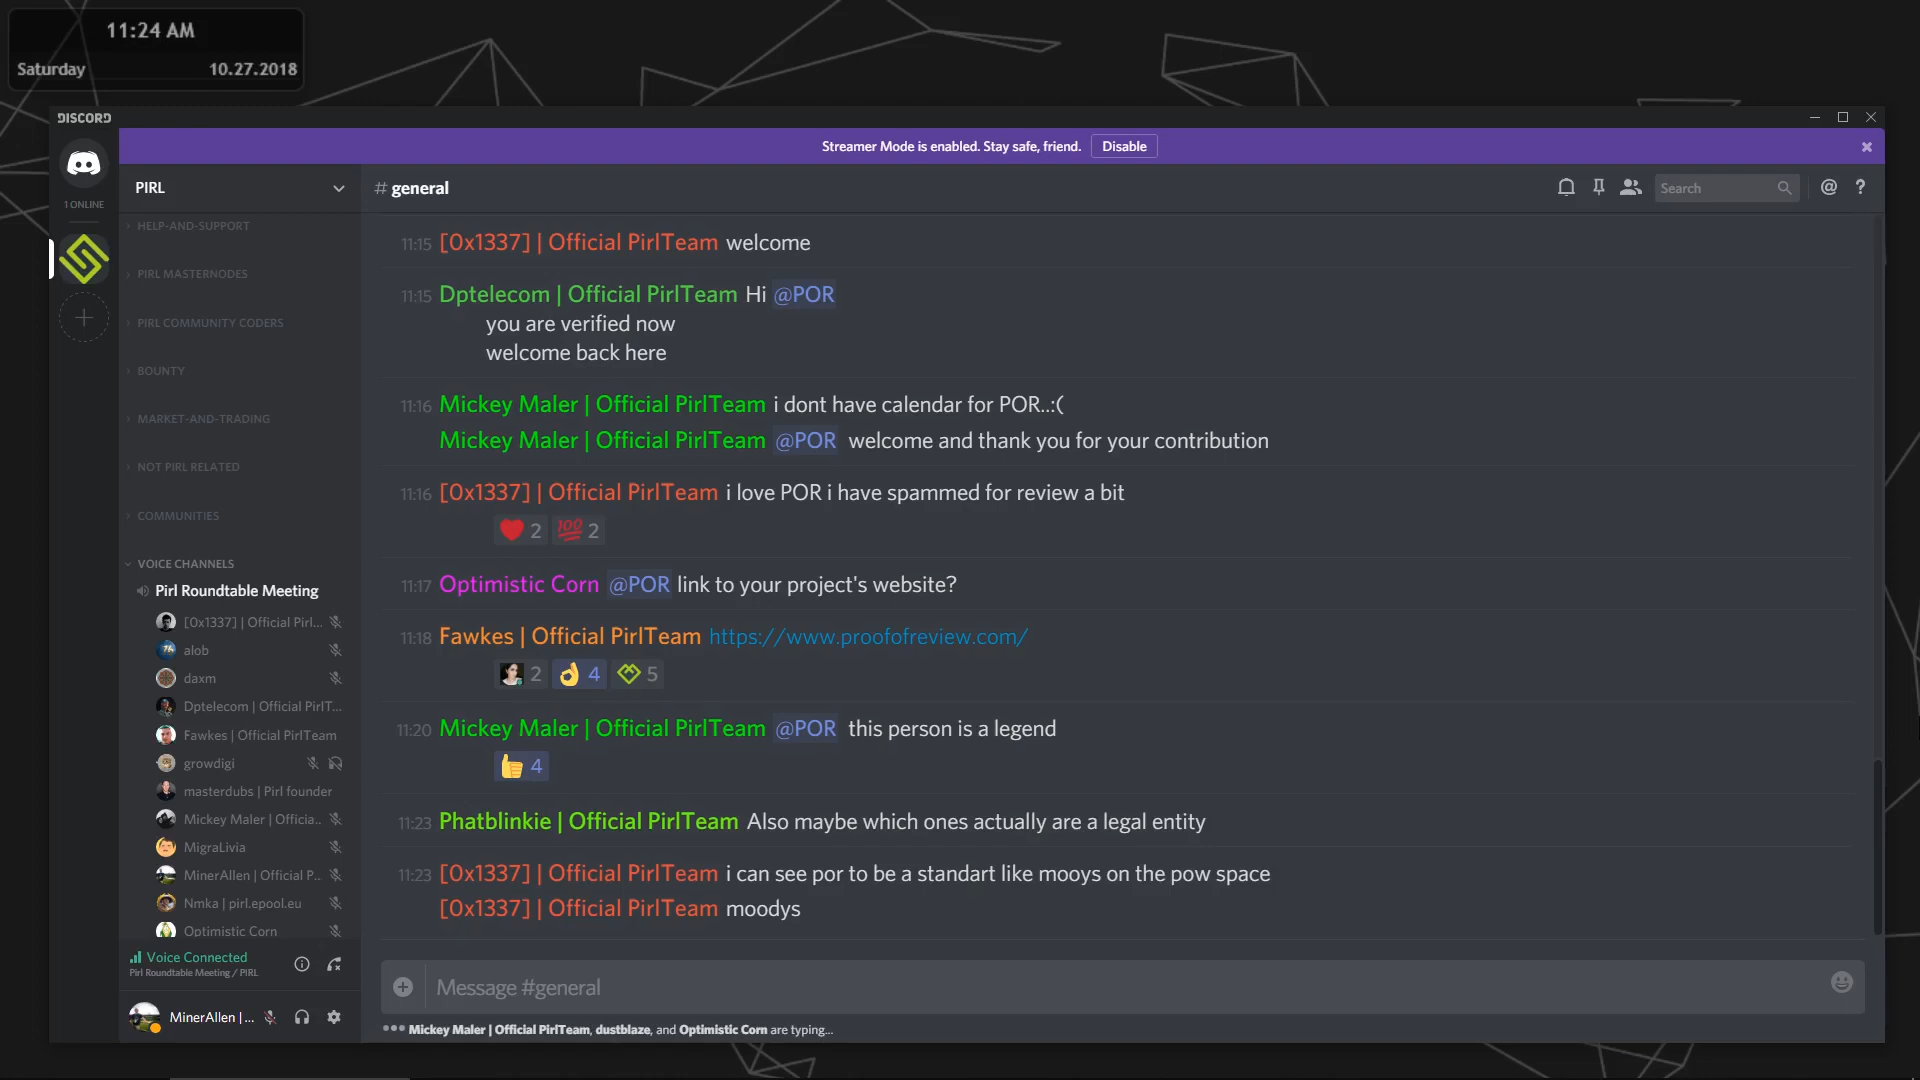 11:24 AM
Saturday 10.27.2018
DISCORD
Streamer Mode is enabled. Stay safe, friend. Disable
1 ONLINE
PIRL
HELP-AND-SUPPORT
PIRL MASTERNODES
PIRL COMMUNITY CODERS
BOUNTY
MARKET-AND-TRADING
NOT PIRL RELATED
COMMUNITIES
VOICE CHANNELS
Pirl Roundtable Meeting
[0x1337] | Official Pirl...
alob
daxm
Dptelecom | Official PirlT...
Fawkes | Official PirlTeam
growdigi
masterdubs | Pirl founder
Mickey Maler | Officia..
MigraLivia
MinerAllen | Official P..
Nmka | pirl.epool.eu
Optimistic Corn
Voice Connected
Pirl Roundtable Meeting / PIRL
MinerAllen |...
# general
Search
@ ?
11:15 [0x1337] | Official PirlTeam welcome
11:15 Dptelecom | Official PirlTeam Hi @POR
you are verified now
welcome back here
11:16 Mickey Maler | Official PirlTeam i dont have calendar for POR..:(
Mickey Maler | Official PirlTeam @POR welcome and thank you for your contribution
11:16 [0x1337] | Official PirlTeam i love POR i have spammed for review a bit
❤️ 2 💯 2
11:17 Optimistic Corn @POR link to your project's website?
11:18 Fawkes | Official PirlTeam https://www.proofofreview.com/
2 👌 4 5
11:20 Mickey Maler | Official PirlTeam @POR this person is a legend
👍 4
11:23 Phatblinkie | Official PirlTeam Also maybe which ones actually are a legal entity
11:23 [0x1337] | Official PirlTeam i can see por to be a standart like mooys on the pow space
[0x1337] | Official PirlTeam moodys
Message #general
Mickey Maler | Official PirlTeam, dustblaze, and Optimistic Corn are typing...